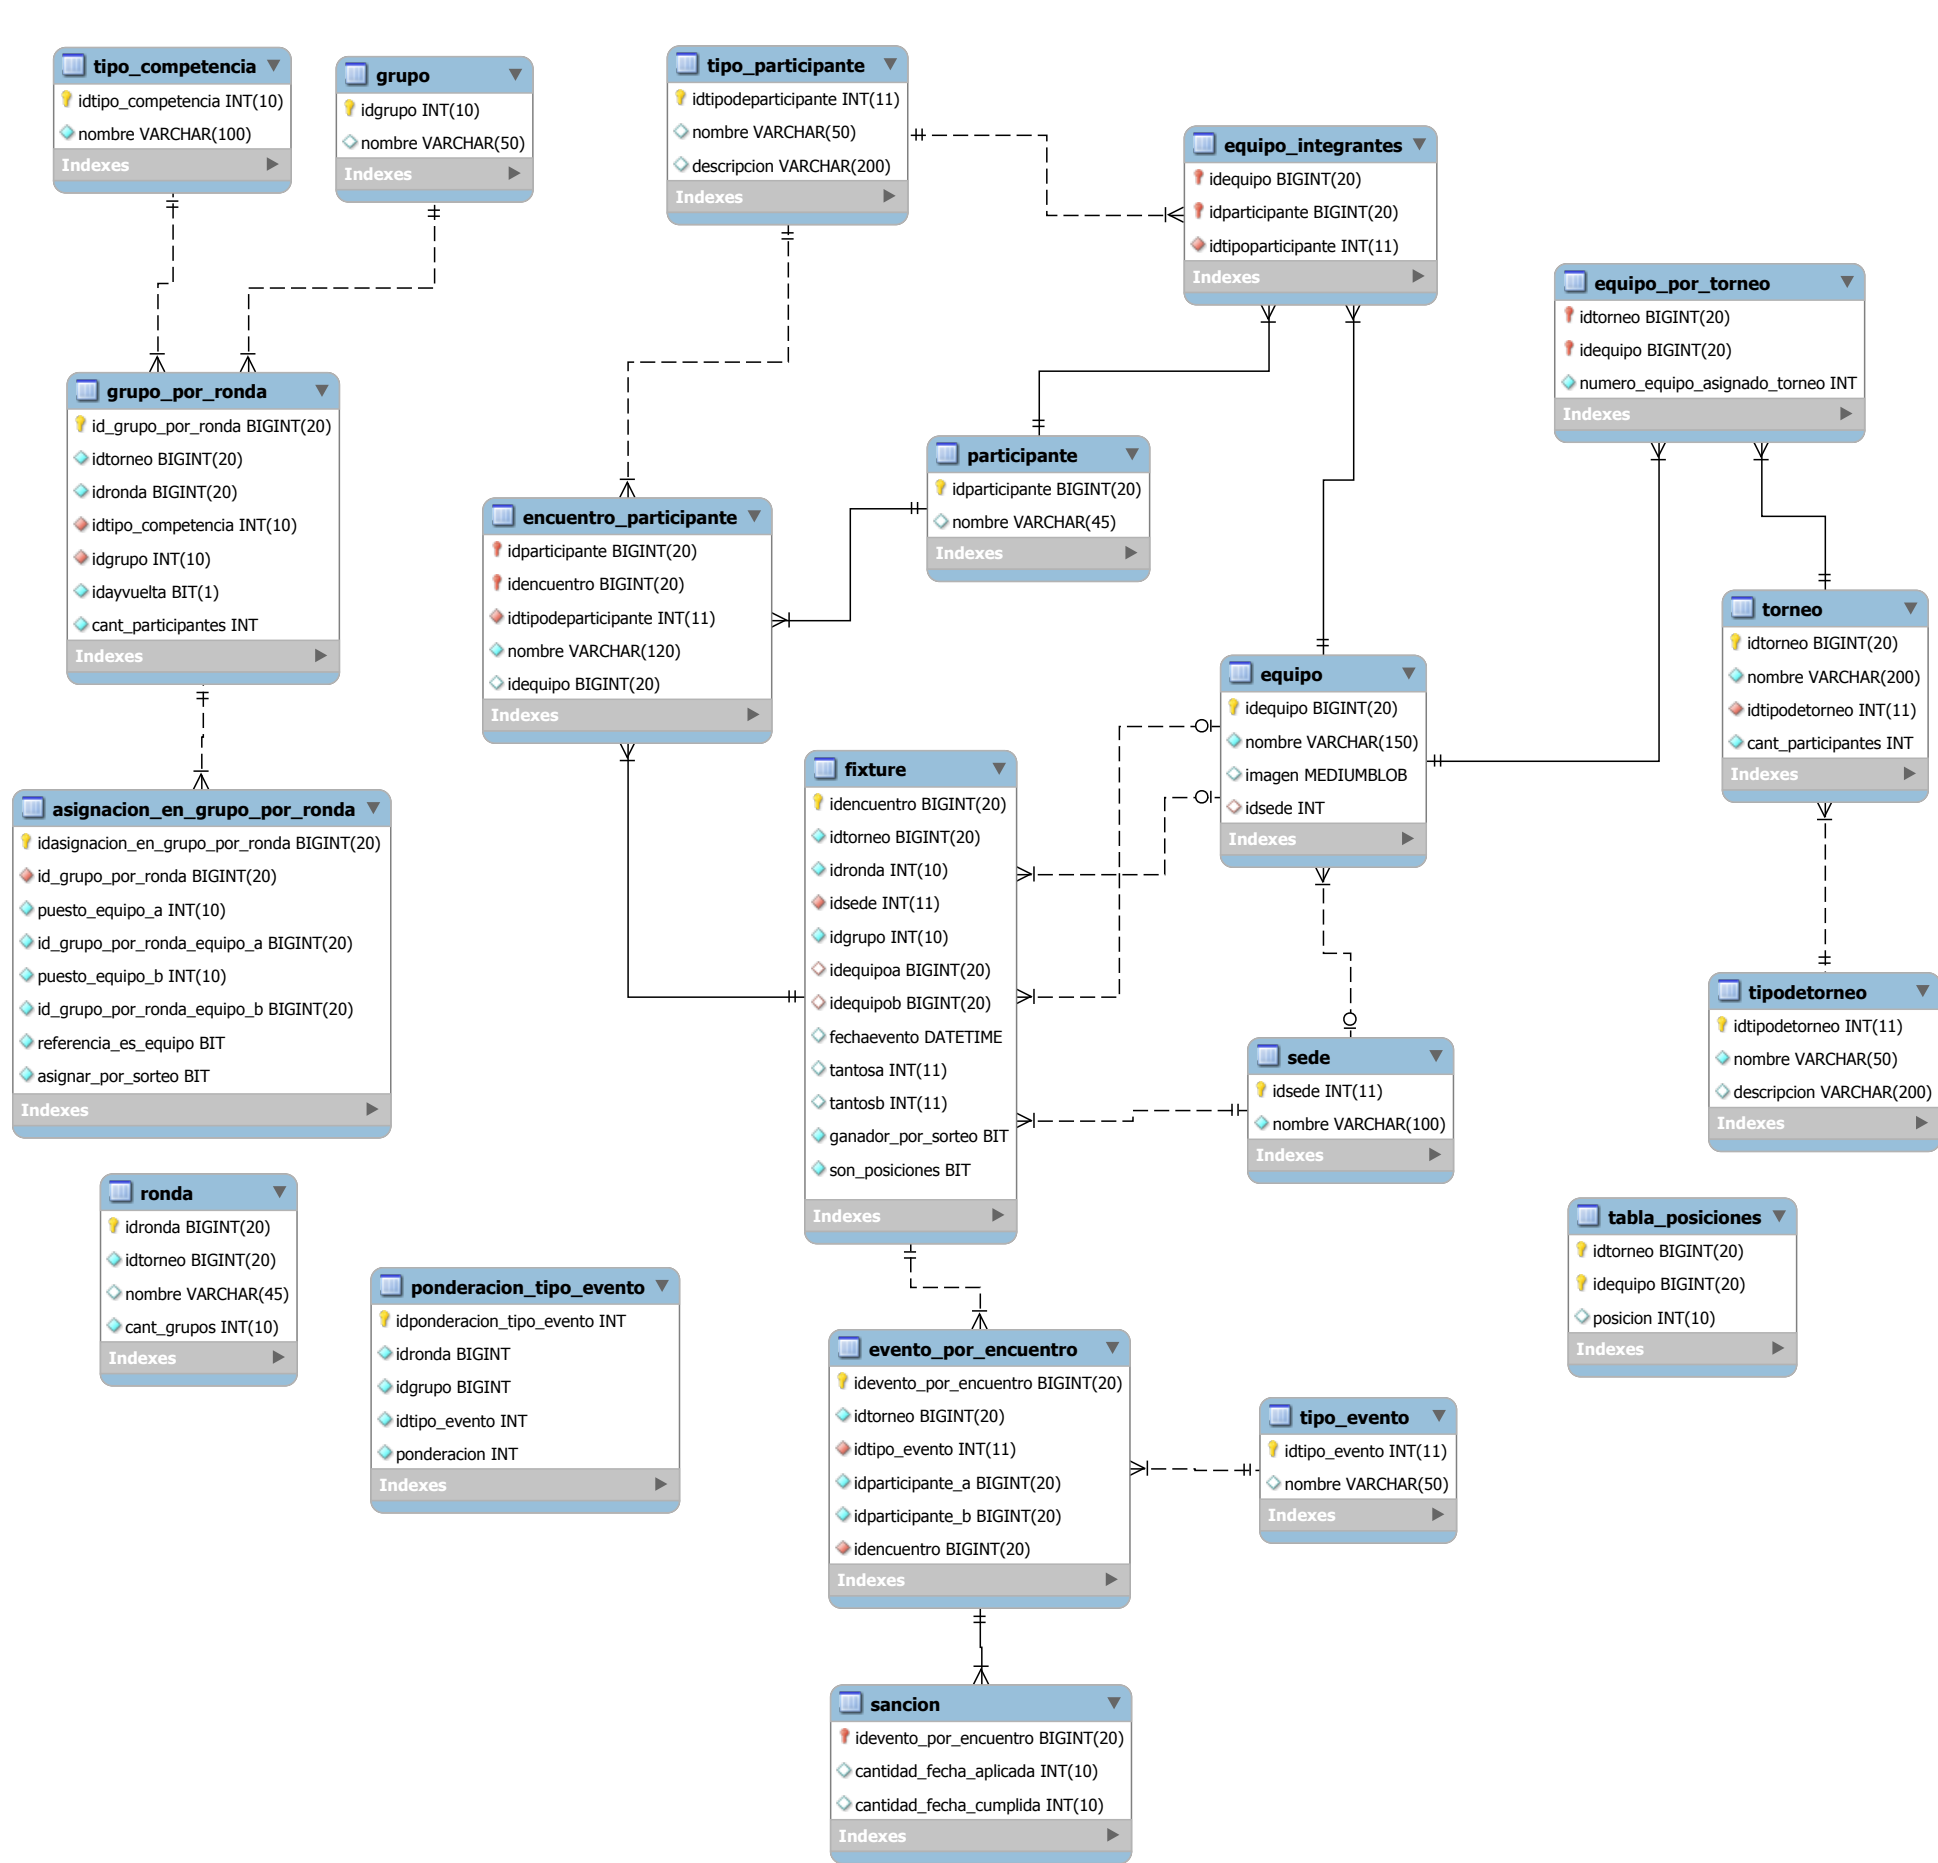 tipo_competencia
idtipo_competencia INT(10)
nombre VARCHAR(100)
Indexes
grupo
idgrupo INT(10)
nombre VARCHAR(50)
Indexes
tipo_participante
idtipodeparticipante INT(11)
nombre VARCHAR(50)
descripcion VARCHAR(200)
Indexes
equipo_integrantes
idequipo BIGINT(20)
idparticipante BIGINT(20)
idtipoparticipante INT(11)
Indexes
equipo_por_torneo
idtorneo BIGINT(20)
idequipo BIGINT(20)
numero_equipo_asignado_torneo INT
Indexes
grupo_por_ronda
id_grupo_por_ronda BIGINT(20)
idtorneo BIGINT(20)
idronda BIGINT(20)
idtipo_competencia INT(10)
idgrupo INT(10)
idayvuelta BIT(1)
cant_participantes INT
Indexes
participante
idparticipante BIGINT(20)
nombre VARCHAR(45)
Indexes
encuentro_participante
idparticipante BIGINT(20)
idencuentro BIGINT(20)
idtipodeparticipante INT(11)
nombre VARCHAR(120)
idequipo BIGINT(20)
Indexes
torneo
idtorneo BIGINT(20)
nombre VARCHAR(200)
idtipodetorneo INT(11)
cant_participantes INT
Indexes
equipo
idequipo BIGINT(20)
nombre VARCHAR(150)
imagen MEDIUMBLOB
idsede INT
Indexes
fixture
idencuentro BIGINT(20)
idtorneo BIGINT(20)
idronda INT(10)
idsede INT(11)
idgrupo INT(10)
idequipoa BIGINT(20)
idequipob BIGINT(20)
fechaevento DATETIME
tantosa INT(11)
tantosb INT(11)
ganador_por_sorteo BIT
son_posiciones BIT
Indexes
asignacion_en_grupo_por_ronda
idasignacion_en_grupo_por_ronda BIGINT(20)
id_grupo_por_ronda BIGINT(20)
puesto_equipo_a INT(10)
id_grupo_por_ronda_equipo_a BIGINT(20)
puesto_equipo_b INT(10)
id_grupo_por_ronda_equipo_b BIGINT(20)
referencia_es_equipo BIT
asignar_por_sorteo BIT
Indexes
tipodetorneo
idtipodetorneo INT(11)
nombre VARCHAR(50)
descripcion VARCHAR(200)
Indexes
sede
idsede INT(11)
nombre VARCHAR(100)
Indexes
ronda
idronda BIGINT(20)
idtorneo BIGINT(20)
nombre VARCHAR(45)
cant_grupos INT(10)
Indexes
tabla_posiciones
idtorneo BIGINT(20)
idequipo BIGINT(20)
posicion INT(10)
Indexes
ponderacion_tipo_evento
idponderacion_tipo_evento INT
idronda BIGINT
idgrupo BIGINT
idtipo_evento INT
ponderacion INT
Indexes
evento_por_encuentro
idevento_por_encuentro BIGINT(20)
idtorneo BIGINT(20)
idtipo_evento INT(11)
idparticipante_a BIGINT(20)
idparticipante_b BIGINT(20)
idencuentro BIGINT(20)
Indexes
tipo_evento
idtipo_evento INT(11)
nombre VARCHAR(50)
Indexes
sancion
idevento_por_encuentro BIGINT(20)
cantidad_fecha_aplicada INT(10)
cantidad_fecha_cumplida INT(10)
Indexes